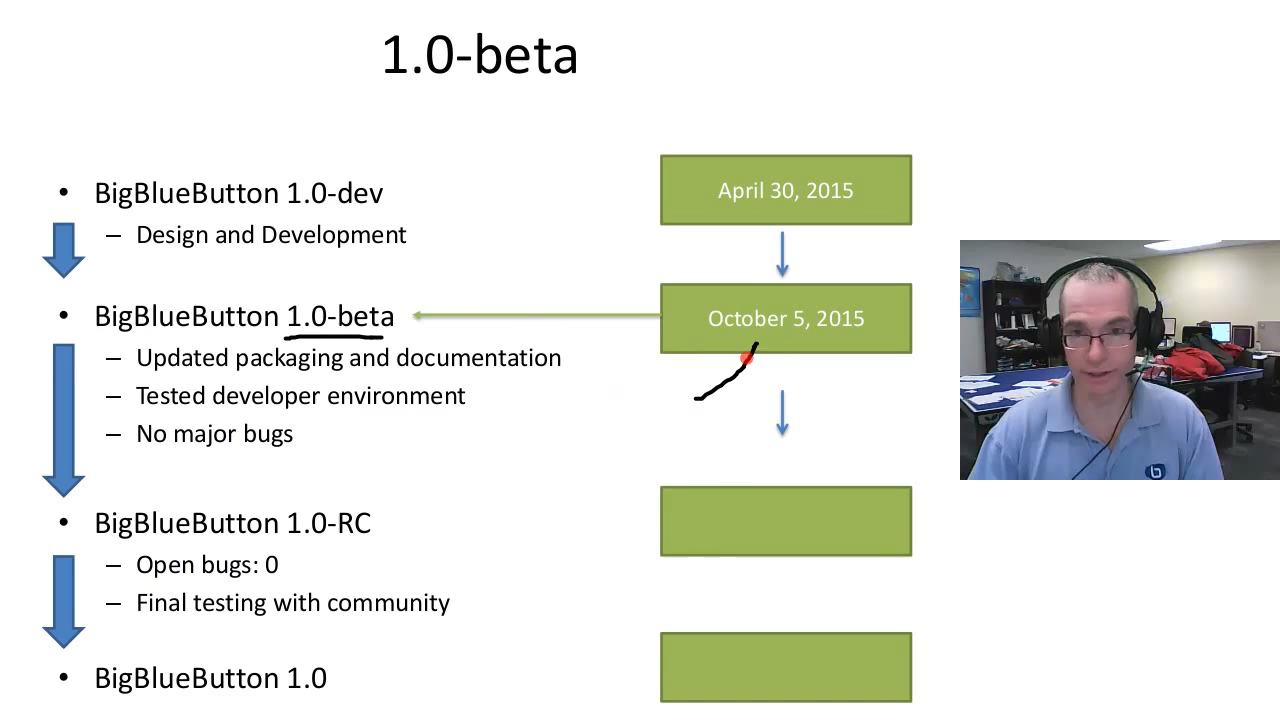 1.0-beta
• BigBlueButton 1.0-dev
– Design and Development
April 30, 2015
• BigBlueButton 1.0-beta
– Updated packaging and documentation
– Tested developer environment
– No major bugs
October 5, 2015
• BigBlueButton 1.0-RC
– Open bugs: 0
– Final testing with community
• BigBlueButton 1.0
b